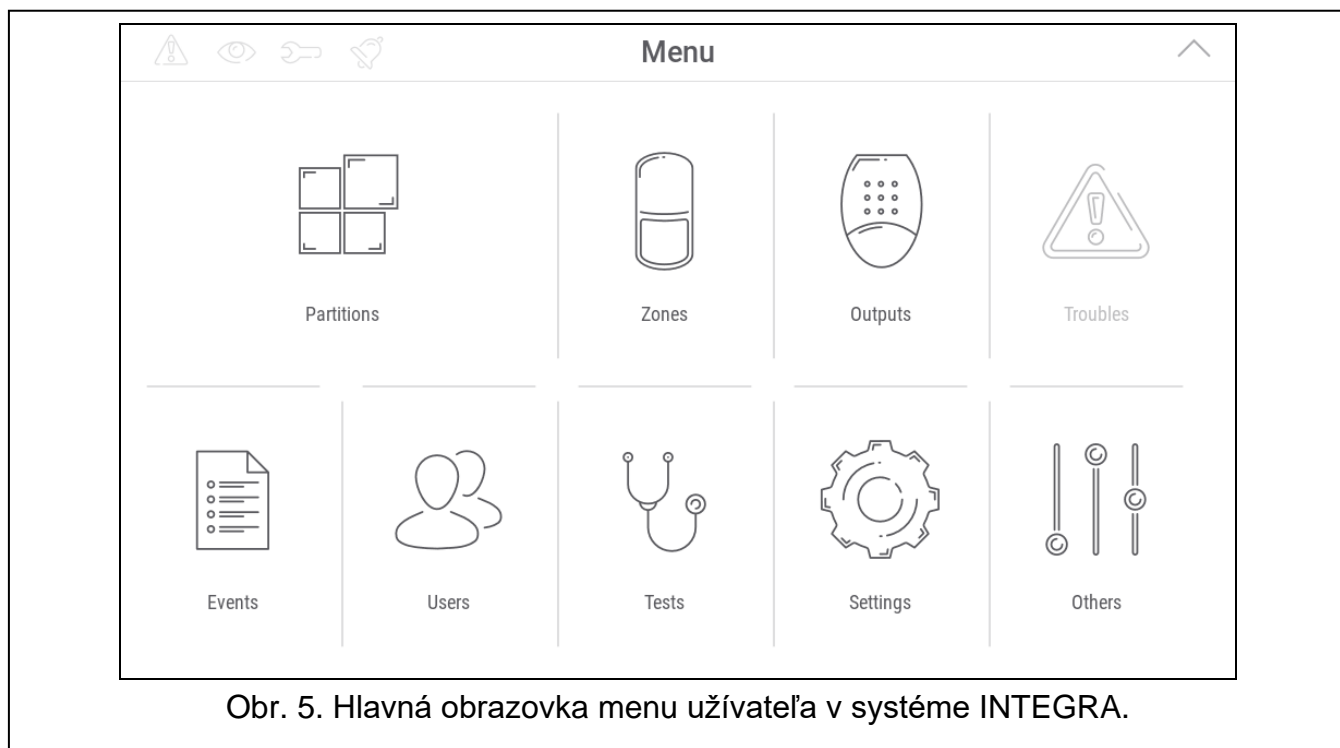 Menu
Partitions
Zones
Outputs
Troubles
Events
Users
Tests
Settings
Others
Obr. 5. Hlavná obrazovka menu užívateľa v systéme INTEGRA.